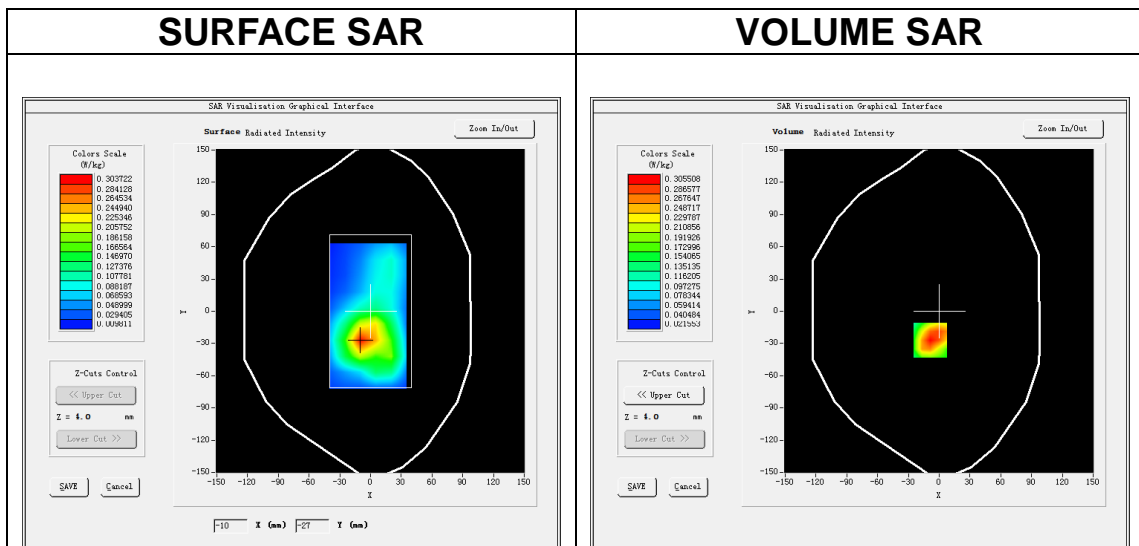 SURFACE SAR
VOLUME SAR
SAR Visualisation Graphical Interface
Surface Radiated Intensity
Zoom In/Out
Colors Scale
(W/kg)
0.303722
0.284128
0.264534
0.244940
0.225346
0.205752
0.186158
0.166564
0.146970
0.127376
0.107781
0.088187
0.068593
0.048999
0.029405
0.009811
Z-Cuts Control
<< Upper Cut
Z = 4.0 mm
Lower Cut >>
SAVE
Cancel
150
120
90
60
30
0
-30
-60
-90
-120
-150
Y
-150 -120 -90 -60 -30 0 30 60 90 120 150
X
-10 X (mm) -27 Y (mm)
SAR Visualisation Graphical Interface
Volume Radiated Intensity
Zoom In/Out
Colors Scale
(W/kg)
0.305508
0.286577
0.267647
0.248717
0.229787
0.210856
0.191926
0.172996
0.154065
0.135135
0.116205
0.097275
0.078344
0.059414
0.040484
0.021553
Z-Cuts Control
<< Upper Cut
Z = 4.0 mm
Lower Cut >>
SAVE
Cancel
150
120
90
60
30
0
-30
-60
-90
-120
-150
Y
-150 -120 -90 -60 -30 0 30 60 90 120 150
X